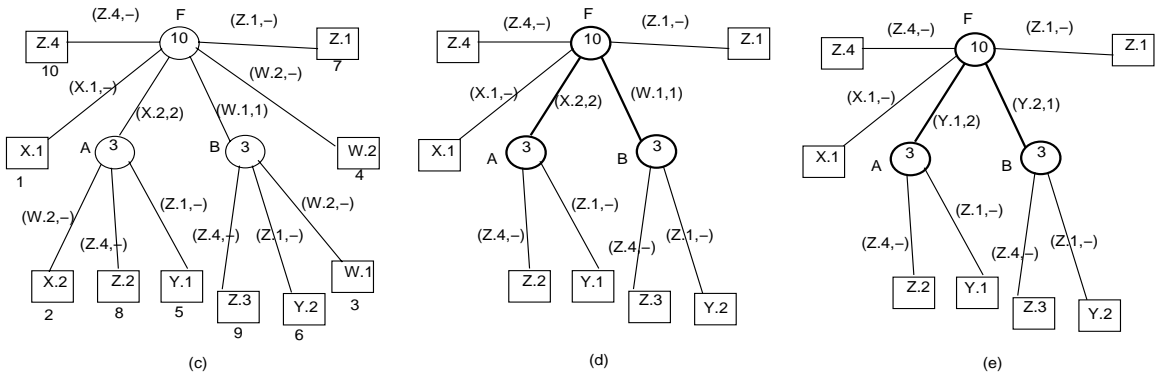 (Z.4,–)
F
(Z.1,–)
Z.4
10
Z.1
10
7
(X.1,–)
(W.2,–)
(X.2,2)
(W.1,1)
X.1
A
3
B
3
W.2
1
4
(W.2,–)
(Z.1,–)
(W.2,–)
(Z.4,–)
(Z.4,–)
(Z.1,–)
X.2
Z.2
Y.1
Z.3
Y.2
W.1
2
8
5
9
6
3
(c)
F
(Z.4,–)
(Z.1,–)
Z.4
10
Z.1
(X.1,–)
(X.2,2)
(W.1,1)
X.1
A
3
B
3
(Z.1,–)
(Z.4,–)
(Z.4,–)
(Z.1,–)
Z.2
Y.1
Z.3
Y.2
(d)
F
(Z.4,–)
(Z.1,–)
Z.4
10
Z.1
(X.1,–)
(Y.1,2)
(Y.2,1)
X.1
A
3
B
3
(Z.1,–)
(Z.4,–)
(Z.4,–)
(Z.1,–)
Z.2
Y.1
Z.3
Y.2
(e)